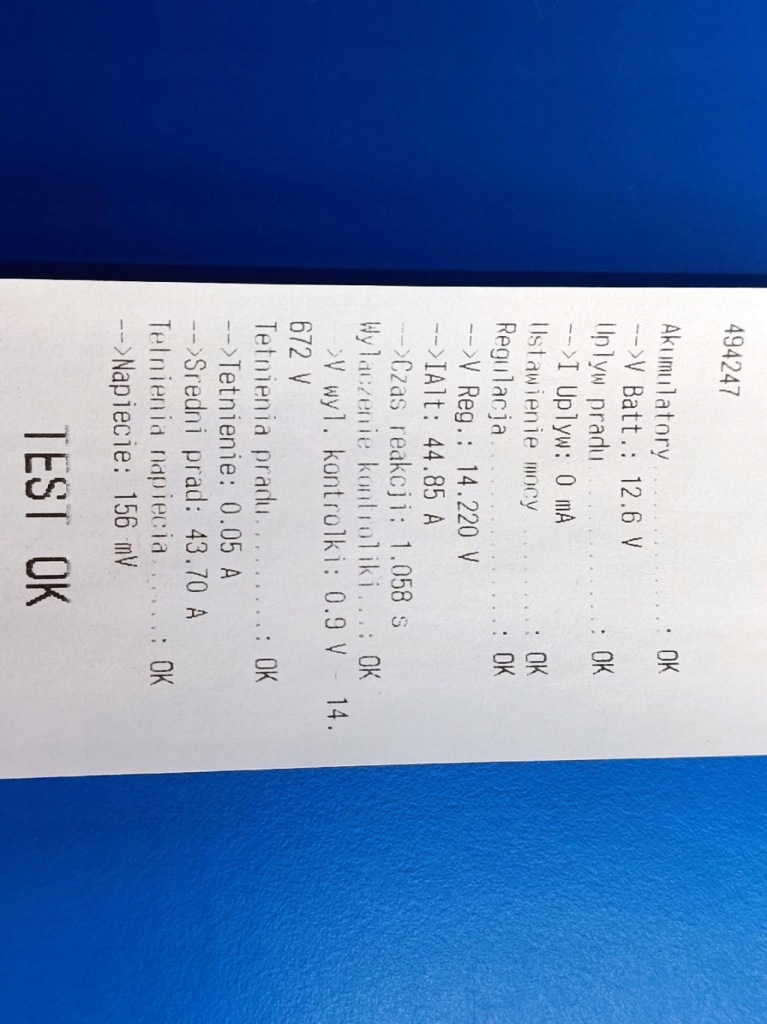 494247
Akumulatory..............: OK
-->V Batt.: 12.6 V
Uplyw pradu..............: OK
-->I Uplyw: 0 mA
Ustawienie mocy .........: OK
Regulacja................: OK
-->V Reg.: 14.220 V
-->IAlt: 44.85 A
-->Czas reakcji: 1.058 s
Wylaczenie kontrolki...: OK
-->V wyl. kontrolki: 0.9 V - 14.
672 V
Tetnienia pradu........: OK
-->Tetnienie: 0.05 A
-->Sredni prad: 43.70 A
Tetnienia napiecia.....: OK
-->Napiecie: 156 mV
TEST OK